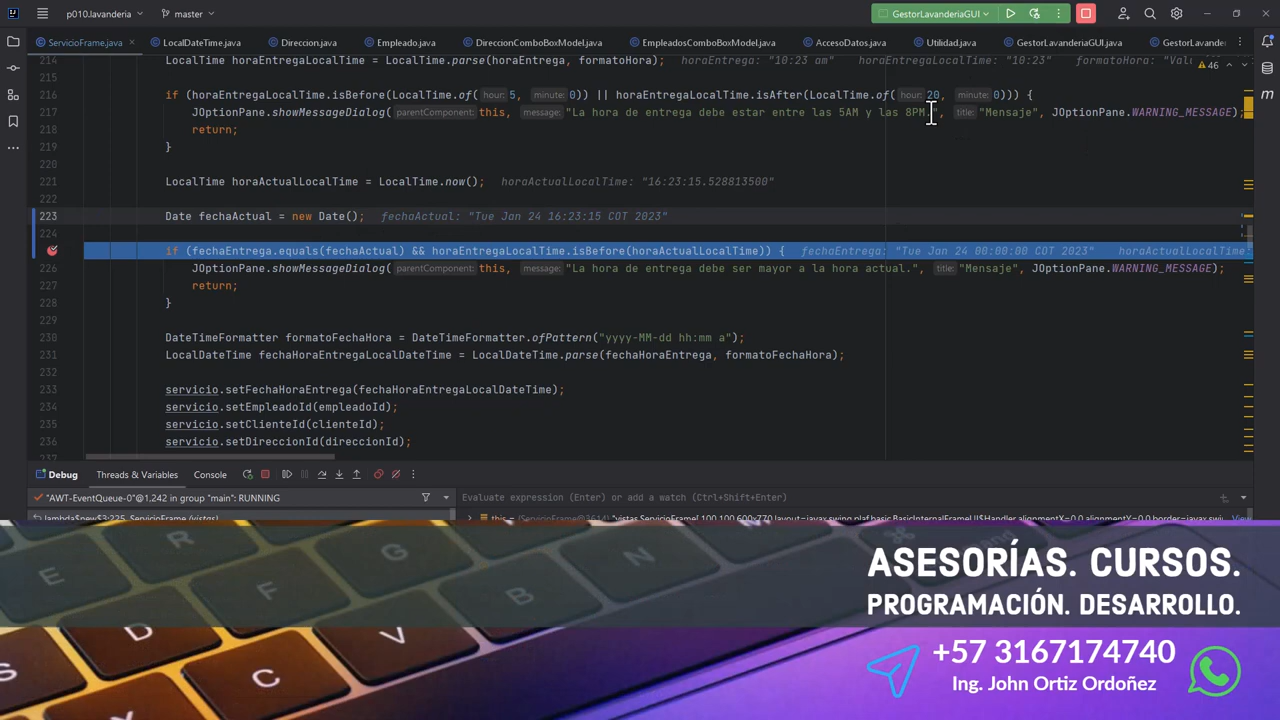 p010.lavanderia
master
GestorLavanderiaGUI
ServicioFrame.java
LocalDateTime.java
Direccion.java
Empleado.java
DireccionComboBoxModel.java
EmpleadosComboBoxModel.java
AccesoDatos.java
Utilidad.java
GestorLavanderiaGUI.java
GestorLavande
214 LocalTime horaEntregaLocalTime = LocalTime.parse(horaEntrega, formatoHora); horaEntrega: "10:23 am" horaEntregaLocalTime: "10:23" formatoHora: "Val
46
215
216 if (horaEntregaLocalTime.isBefore(LocalTime.of( hour: 5, minute: 0)) || horaEntregaLocalTime.isAfter(LocalTime.of( hour: 20, minute: 0))) {
217 JOptionPane.showMessageDialog( parentComponent: this, message: "La hora de entrega debe estar entre las 5AM y las 8PM.", title: "Mensaje", JOptionPane.WARNING_MESSAGE);
218 return;
219 }
220
221 LocalTime horaActualLocalTime = LocalTime.now(); horaActualLocalTime: "16:23:15.528813500"
222
223 Date fechaActual = new Date(); fechaActual: "Tue Jan 24 16:23:15 COT 2023"
224
if (fechaEntrega.equals(fechaActual) && horaEntregaLocalTime.isBefore(horaActualLocalTime)) { fechaEntrega: "Tue Jan 24 00:00:00 COT 2023" horaActualLocalTime:
226 JOptionPane.showMessageDialog( parentComponent: this, message: "La hora de entrega debe ser mayor a la hora actual.", title: "Mensaje", JOptionPane.WARNING_MESSAGE);
227 return;
228 }
229
230 DateTimeFormatter formatoFechaHora = DateTimeFormatter.ofPattern("yyyy-MM-dd hh:mm a");
231 LocalDateTime fechaHoraEntregaLocalDateTime = LocalDateTime.parse(fechaHoraEntrega, formatoFechaHora);
232
233 servicio.setFechaHoraEntrega(fechaHoraEntregaLocalDateTime);
234 servicio.setEmpleadoId(empleadoId);
235 servicio.setClienteId(clienteId);
236 servicio.setDireccionId(direccionId);
237
Debug
Threads & Variables
Console
"AWT-EventQueue-0"@1,242 in group "main": RUNNING
Evaluate expression (Enter) or add a watch (Ctrl+Shift+Enter)
lambda$new$3:225, ServicioFrame (vistas)
ASESORÍAS. CURSOS.
PROGRAMACIÓN. DESARROLLO.
+57 3167174740
Ing. John Ortiz Ordoñez